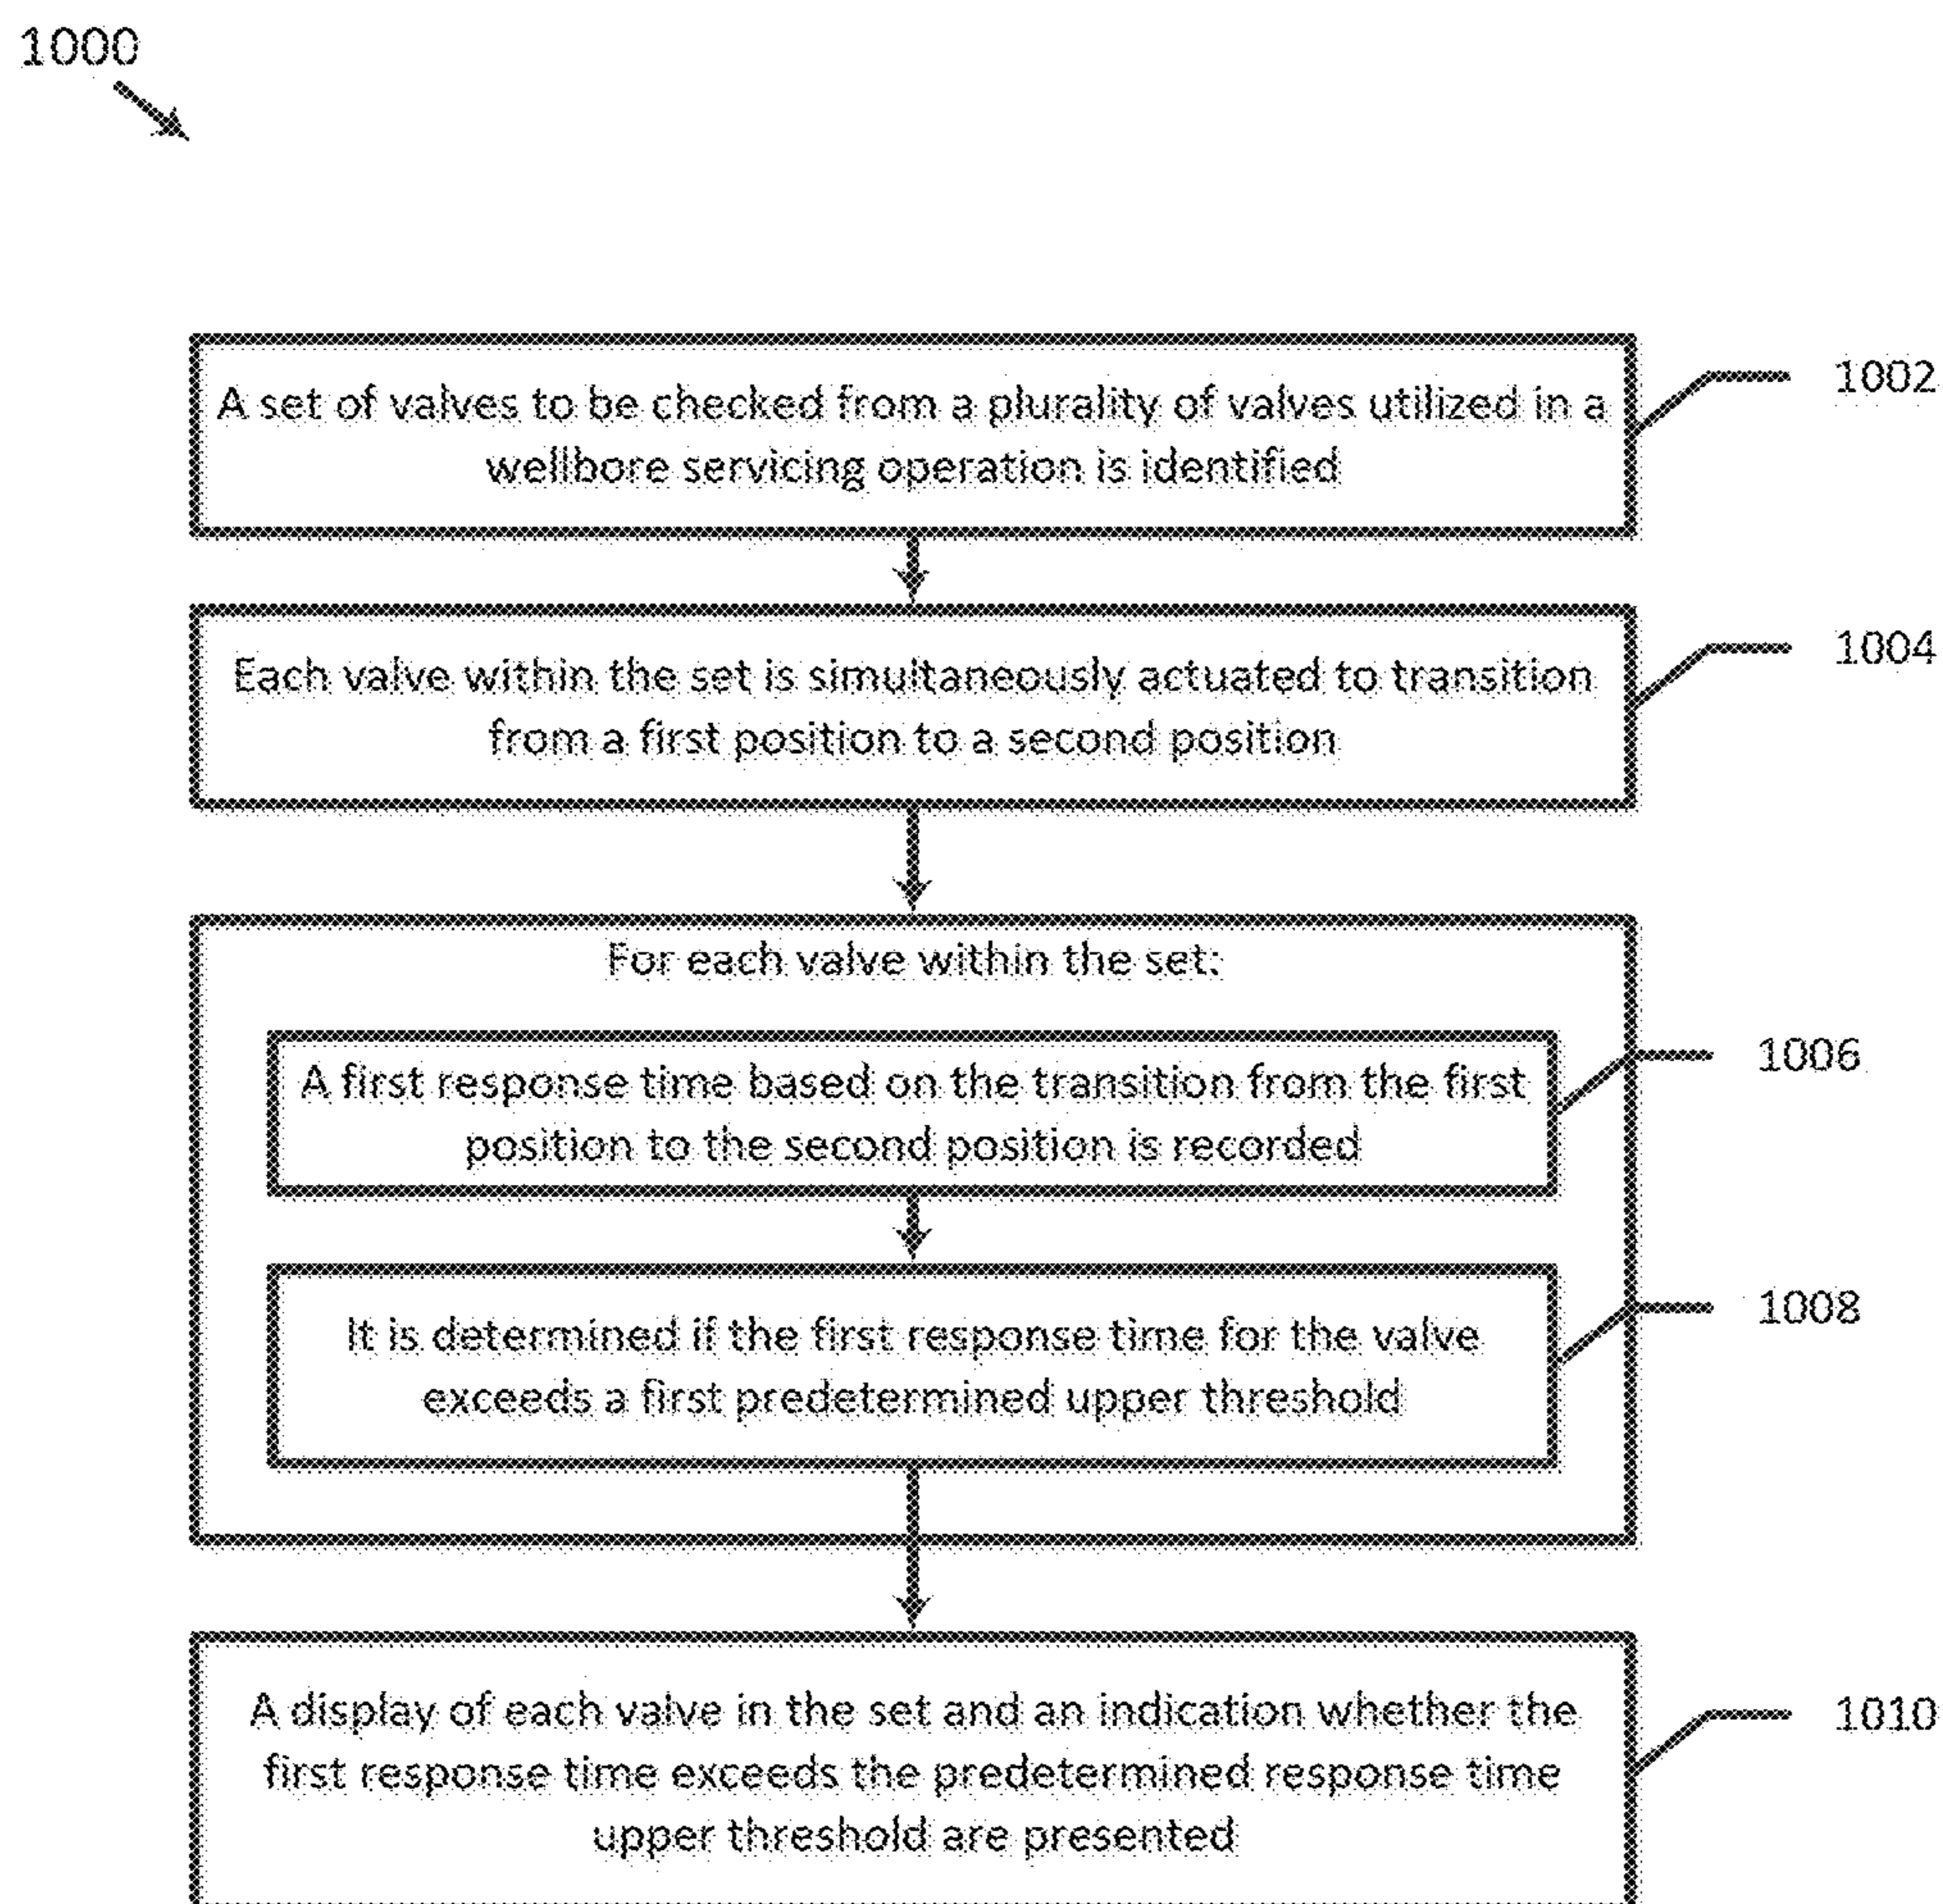 1000
A set of valves to be checked from a plurality of valves utilized in a
wellbore servicing operation is identified
1002
Each valve within the set is simultaneously actuated to transition
from a first position to a second position
1004
For each valve within the set:
A first response time based on the transition from the first
position to the second position is recorded
1006
It is determined if the first response time for the valve
exceeds a first predetermined upper threshold
1008
A display of each valve in the set and an indication whether the
first response time exceeds the predetermined response time
upper threshold are presented
1010